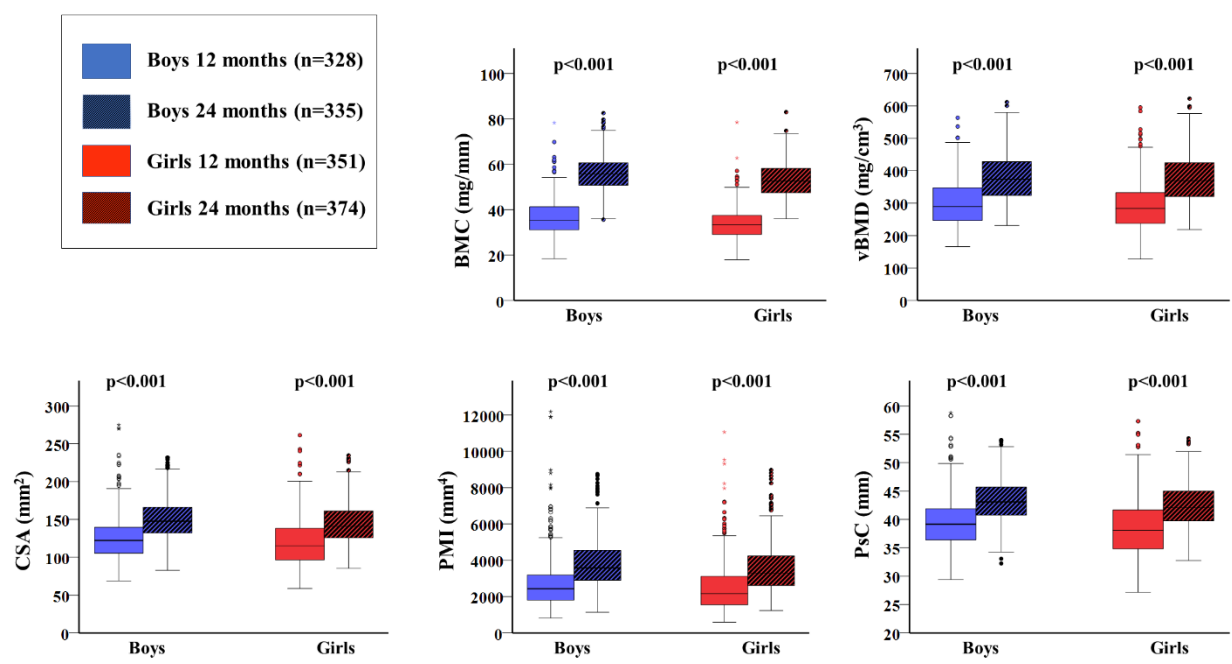 Boys 12 months (n=328)
Boys 24 months (n=335)
Girls 12 months (n=351)
Girls 24 months (n=374)
p<0.001
p<0.001
BMC (mg/mm)
100
80
60
40
20
0
Boys
Girls
p<0.001
p<0.001
vBMD (mg/cm³)
700
600
500
400
300
200
100
0
Boys
Girls
p<0.001
p<0.001
CSA (mm²)
300
250
200
150
100
50
0
Boys
Girls
p<0.001
p<0.001
PMI (mm⁴)
12000
10000
8000
6000
4000
2000
0
Boys
Girls
p<0.001
p<0.001
PsC (mm)
60
55
50
45
40
35
30
25
20
Boys
Girls